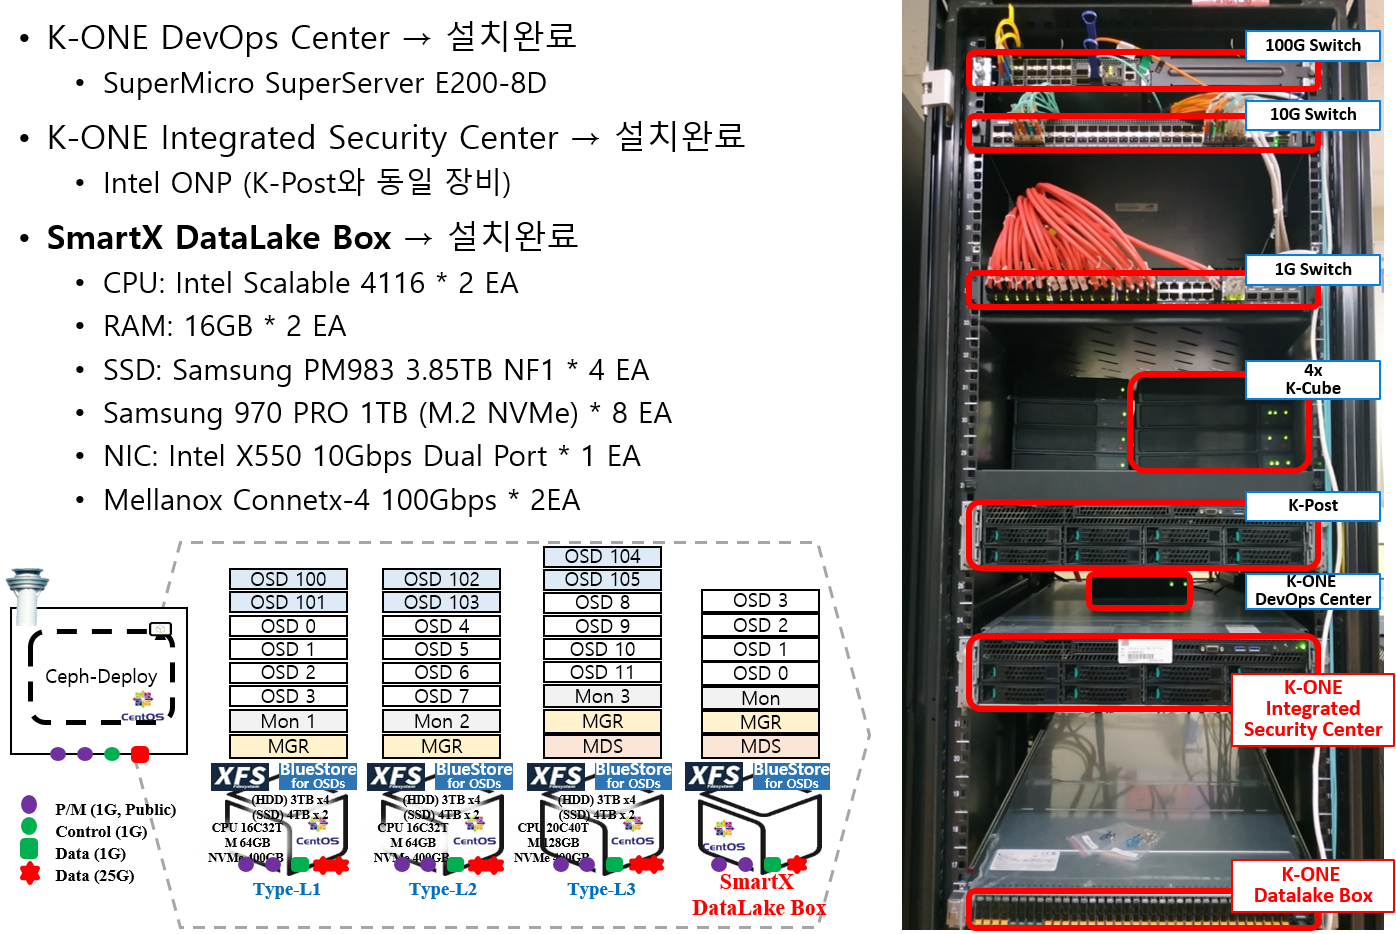 • K-ONE DevOps Center → 설치완료
• SuperMicro SuperServer E200-8D
• K-ONE Integrated Security Center → 설치완료
• Intel ONP (K-Post와 동일 장비)
• SmartX DataLake Box → 설치완료
• CPU: Intel Scalable 4116 * 2 EA
• RAM: 16GB * 2 EA
• SSD: Samsung PM983 3.85TB NF1 * 4 EA
• Samsung 970 PRO 1TB (M.2 NVMe) * 8 EA
• NIC: Intel X550 10Gbps Dual Port * 1 EA
• Mellanox Connetx-4 100Gbps * 2EA
Ceph-Deploy
CentOS
P/M (1G, Public)
Control (1G)
Data (1G)
Data (25G)
OSD 100
OSD 101
OSD 0
OSD 1
OSD 2
OSD 3
Mon 1
MGR
XFS
Filesystem
BlueStore
for OSDs
(HDD) 3TB x4
(SSD) 4TB x 2
CPU 16C32T
M 64GB
NVMe 400GB
CentOS
Type-L1
OSD 102
OSD 103
OSD 4
OSD 5
OSD 6
OSD 7
Mon 2
MGR
XFS
Filesystem
BlueStore
for OSDs
(HDD) 3TB x4
(SSD) 4TB x 2
CPU 16C32T
M 64GB
NVMe 400GB
CentOS
Type-L2
OSD 104
OSD 105
OSD 8
OSD 9
OSD 10
OSD 11
Mon 3
MGR
MDS
XFS
Filesystem
BlueStore
for OSDs
(HDD) 3TB x4
(SSD) 4TB x 2
CPU 20C40T
M 128GB
NVMe 400GB
CentOS
Type-L3
OSD 3
OSD 2
OSD 1
OSD 0
Mon
MGR
MDS
XFS
Filesystem
BlueStore
for OSDs
CentOS
SmartX
DataLake Box
100G Switch
10G Switch
1G Switch
4x
K-Cube
K-Post
K-ONE
DevOps Center
K-ONE
Integrated
Security Center
K-ONE
Datalake Box